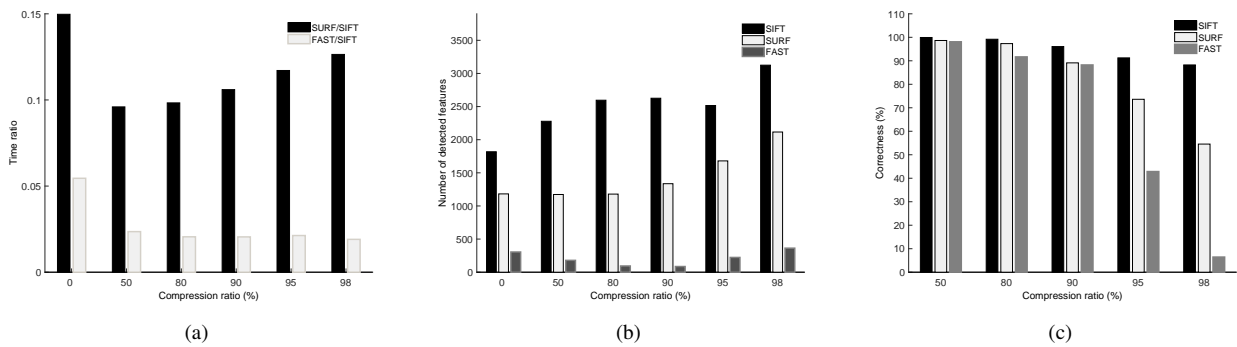 0.15
0.1
0.05
0
Time ratio
SURF/SIFT
FAST/SIFT
0 50 80 90 95 98
Compression ratio (%)
(a)
3500
3000
2500
2000
1500
1000
500
0
Number of detected features
SIFT
SURF
FAST
0 50 80 90 95 98
Compression ratio (%)
(b)
110
100
90
80
70
60
50
40
30
20
10
0
Correctness (%)
SIFT
SURF
FAST
50 80 90 95 98
Compression ratio (%)
(c)